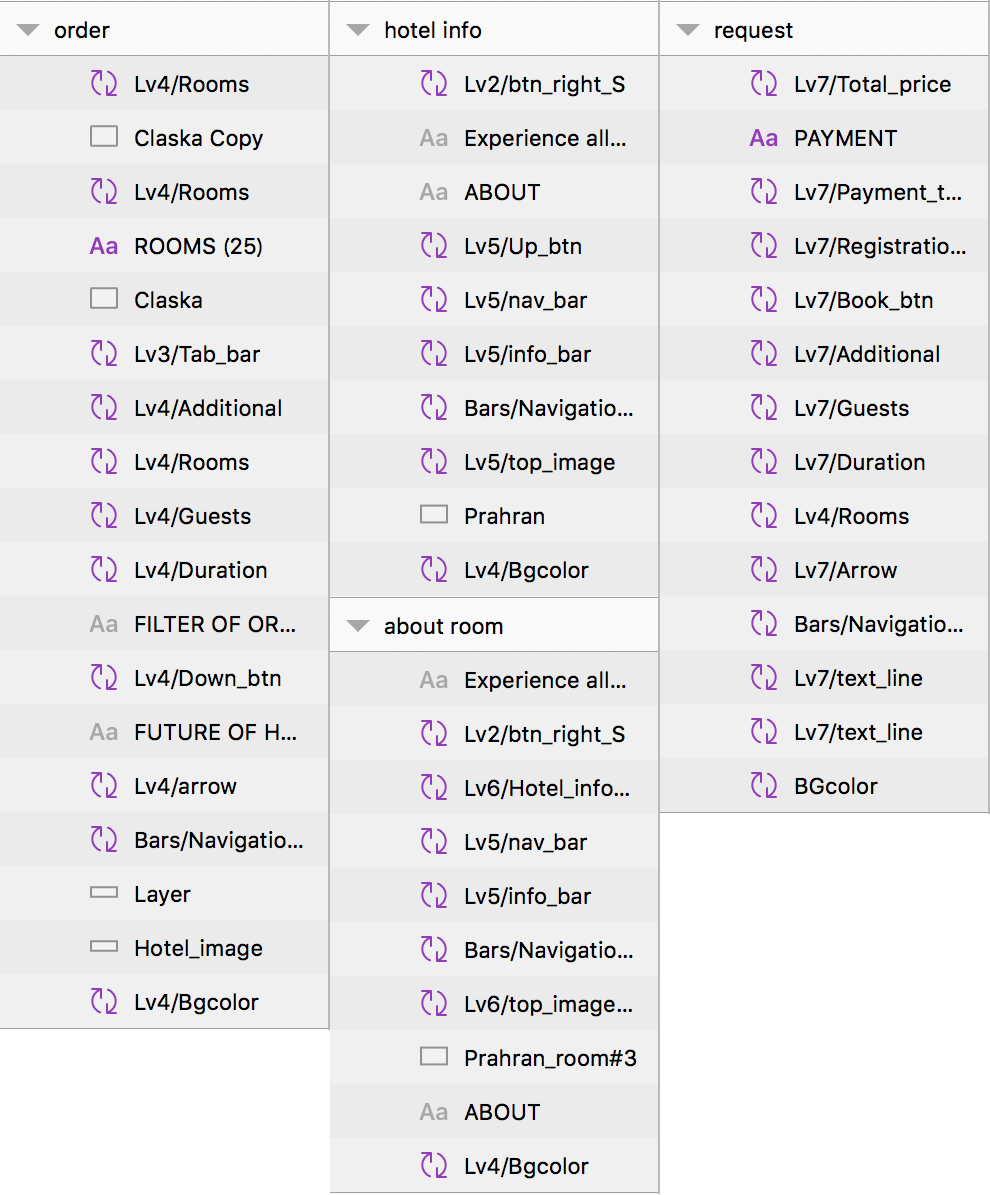 order
Lv4/Rooms
Claska Copy
Lv4/Rooms
Aa ROOMS (25)
Claska
Lv3/Tab_bar
Lv4/Additional
Lv4/Rooms
Lv4/Guests
Lv4/Duration
Aa FILTER OF OR...
Lv4/Down_btn
Aa FUTURE OF H...
Lv4/arrow
Bars/Navigatio...
Layer
Hotel_image
Lv4/Bgcolor
hotel info
Lv2/btn_right_S
Aa Experience all...
Aa ABOUT
Lv5/Up_btn
Lv5/nav_bar
Lv5/info_bar
Bars/Navigatio...
Lv5/top_image
Prahran
Lv4/Bgcolor
about room
Aa Experience all...
Lv2/btn_right_S
Lv6/Hotel_info...
Lv5/nav_bar
Lv5/info_bar
Bars/Navigatio...
Lv6/top_image...
Prahran_room#3
Aa ABOUT
Lv4/Bgcolor
request
Lv7/Total_price
Aa PAYMENT
Lv7/Payment_t...
Lv7/Registratio...
Lv7/Book_btn
Lv7/Additional
Lv7/Guests
Lv7/Duration
Lv4/Rooms
Lv7/Arrow
Bars/Navigatio...
Lv7/text_line
Lv7/text_line
BGcolor